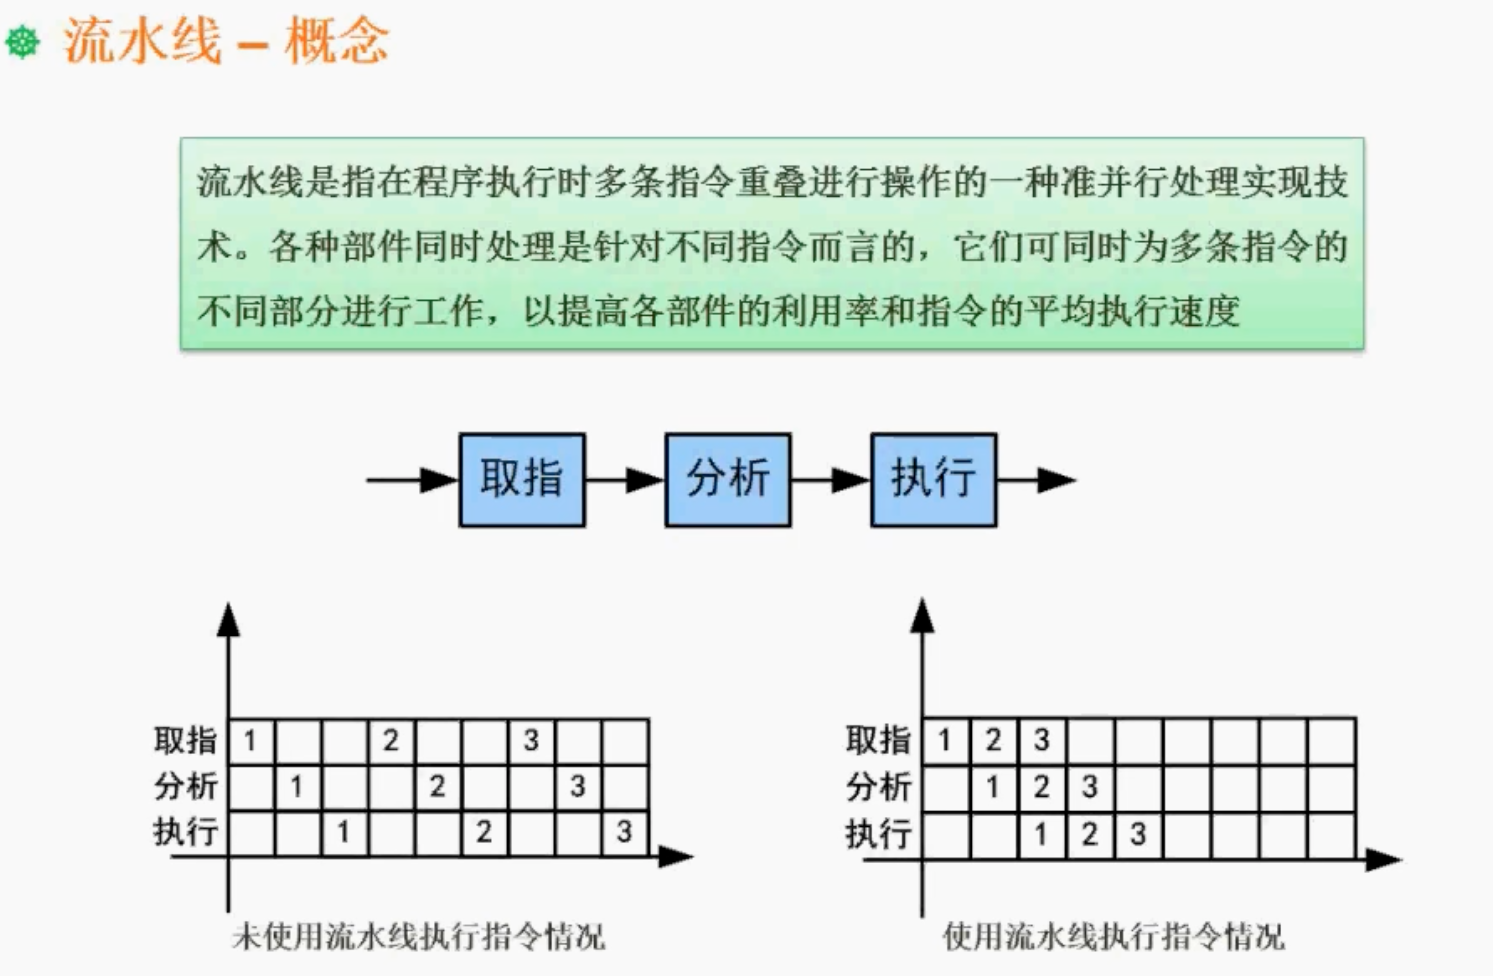 流水线 – 概念
流水线是指在程序执行时多条指令重叠进行操作的一种准并行处理实现技
术。各种部件同时处理是针对不同指令而言的，它们可同时为多条指令的
不同部分进行工作，以提高各部件的利用率和指令的平均执行速度
取指 分析 执行
取指 1 2 3
分析 1 2 3
执行 1 2 3
未使用流水线执行指令情况
取指 1 2 3
分析 1 2 3
执行 1 2 3
使用流水线执行指令情况